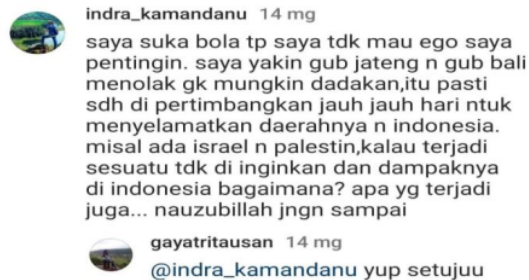 indra_kamandanu 14 mg
saya suka bola tp saya tdk mau ego saya
pentingin. saya yakin gub jateng n gub bali
menolak gk mungkin dadakan,itu pasti
sdh di pertimbangkan jauh jauh hari ntuk
menyelamatkan daerahnya n indonesia.
misal ada israel n palestin,kalau terjadi
sesuatu tdk di inginkan dan dampaknya
di indonesia bagaimana? apa yg terjadi
juga... nauzubillah jngn sampai
gayatritausan 14 mg
@indra_kamandanu yup setujuu